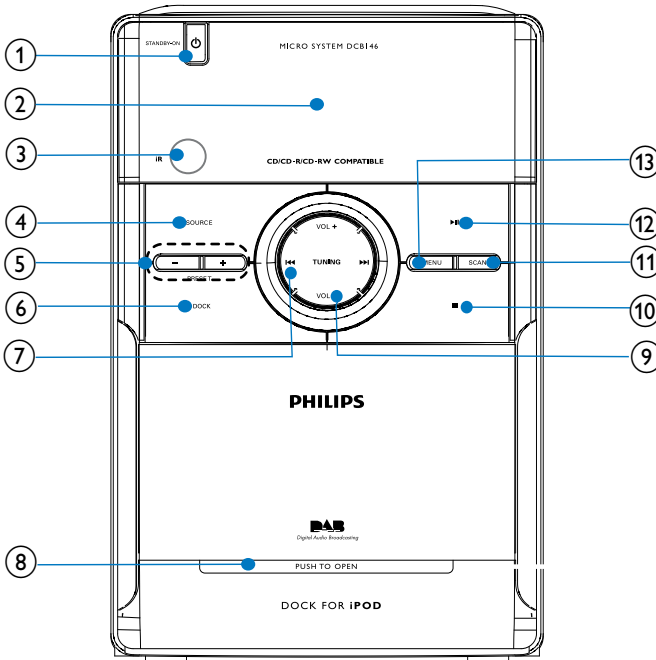 STANDBY-ON
MICRO SYSTEM DCB146
1
2
3
iR
CD/CD-R/CD-RW COMPATIBLE
13
4
SOURCE
VOL +
12
5
- +
TUNING
MENU SCAN
11
PRESET
6
DOCK
VOL
10
7
9
PHILIPS
DAB
Digital Audio Broadcasting
8
PUSH TO OPEN
DOCK FOR iPOD